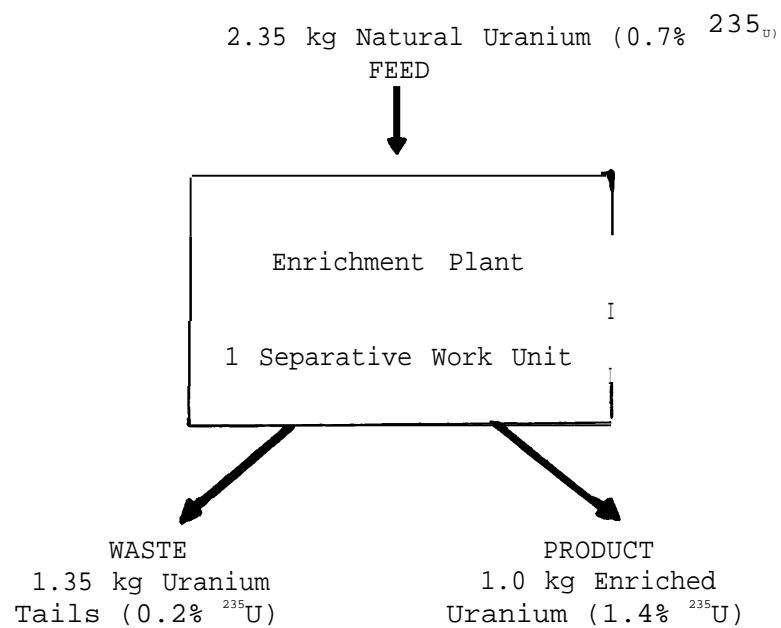 2.35 kg Natural Uranium (0.7% 235U)
FEED
Enrichment Plant
1 Separative Work Unit
WASTE
1.35 kg Uranium
Tails (0.2% 235U)
PRODUCT
1.0 kg Enriched
Uranium (1.4% 235U)